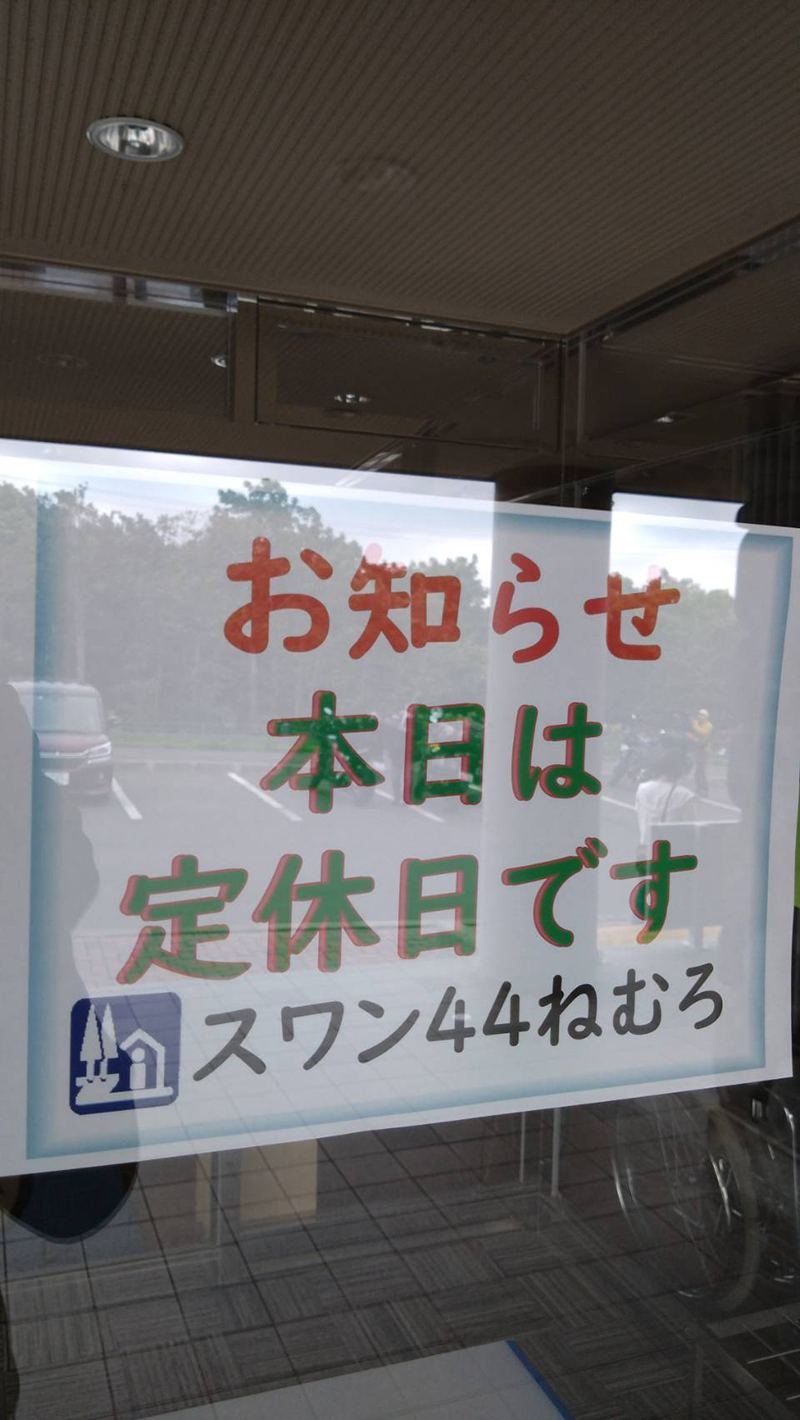 お知らせ
本日は
定休日です
スワン44ねむろ